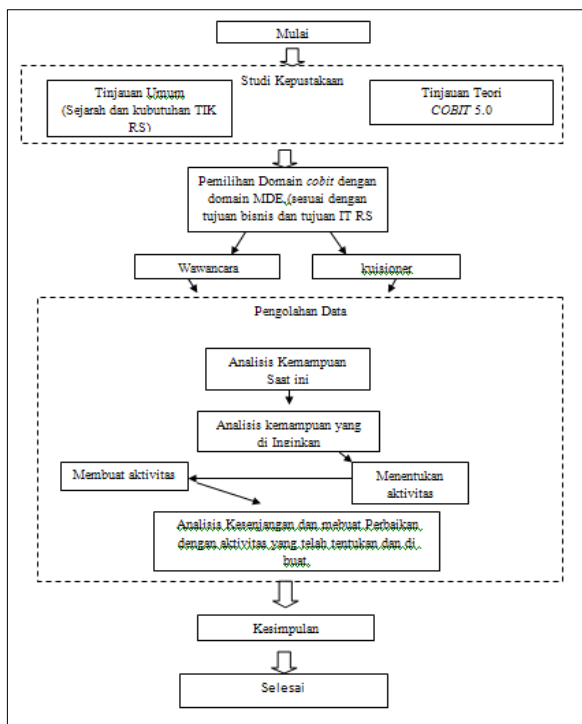 Mulai
Studi Kepustakaan
Tinjauan Umum
(Sejarah dan kubutuhan TIK
RS)
Tinjauan Teori
COBIT 5.0
Pemilihan Domain cobit dengan
domain MDE,(sesuai dengan
tujuan bisnis dan tujuan IT RS
Wawancara
kuisioner
Pengolahan Data
Analisis Kemampuan
Saat ini
Analisis kemampuan yang
di Inginkan
Membuat aktivitas
Menentukan
aktivitas
Analisis Kesenjangan dan mebuat Perbaikan
dengan aktivitas yang telah tentukan dan di
buat.
Kesimpulan
Selesai